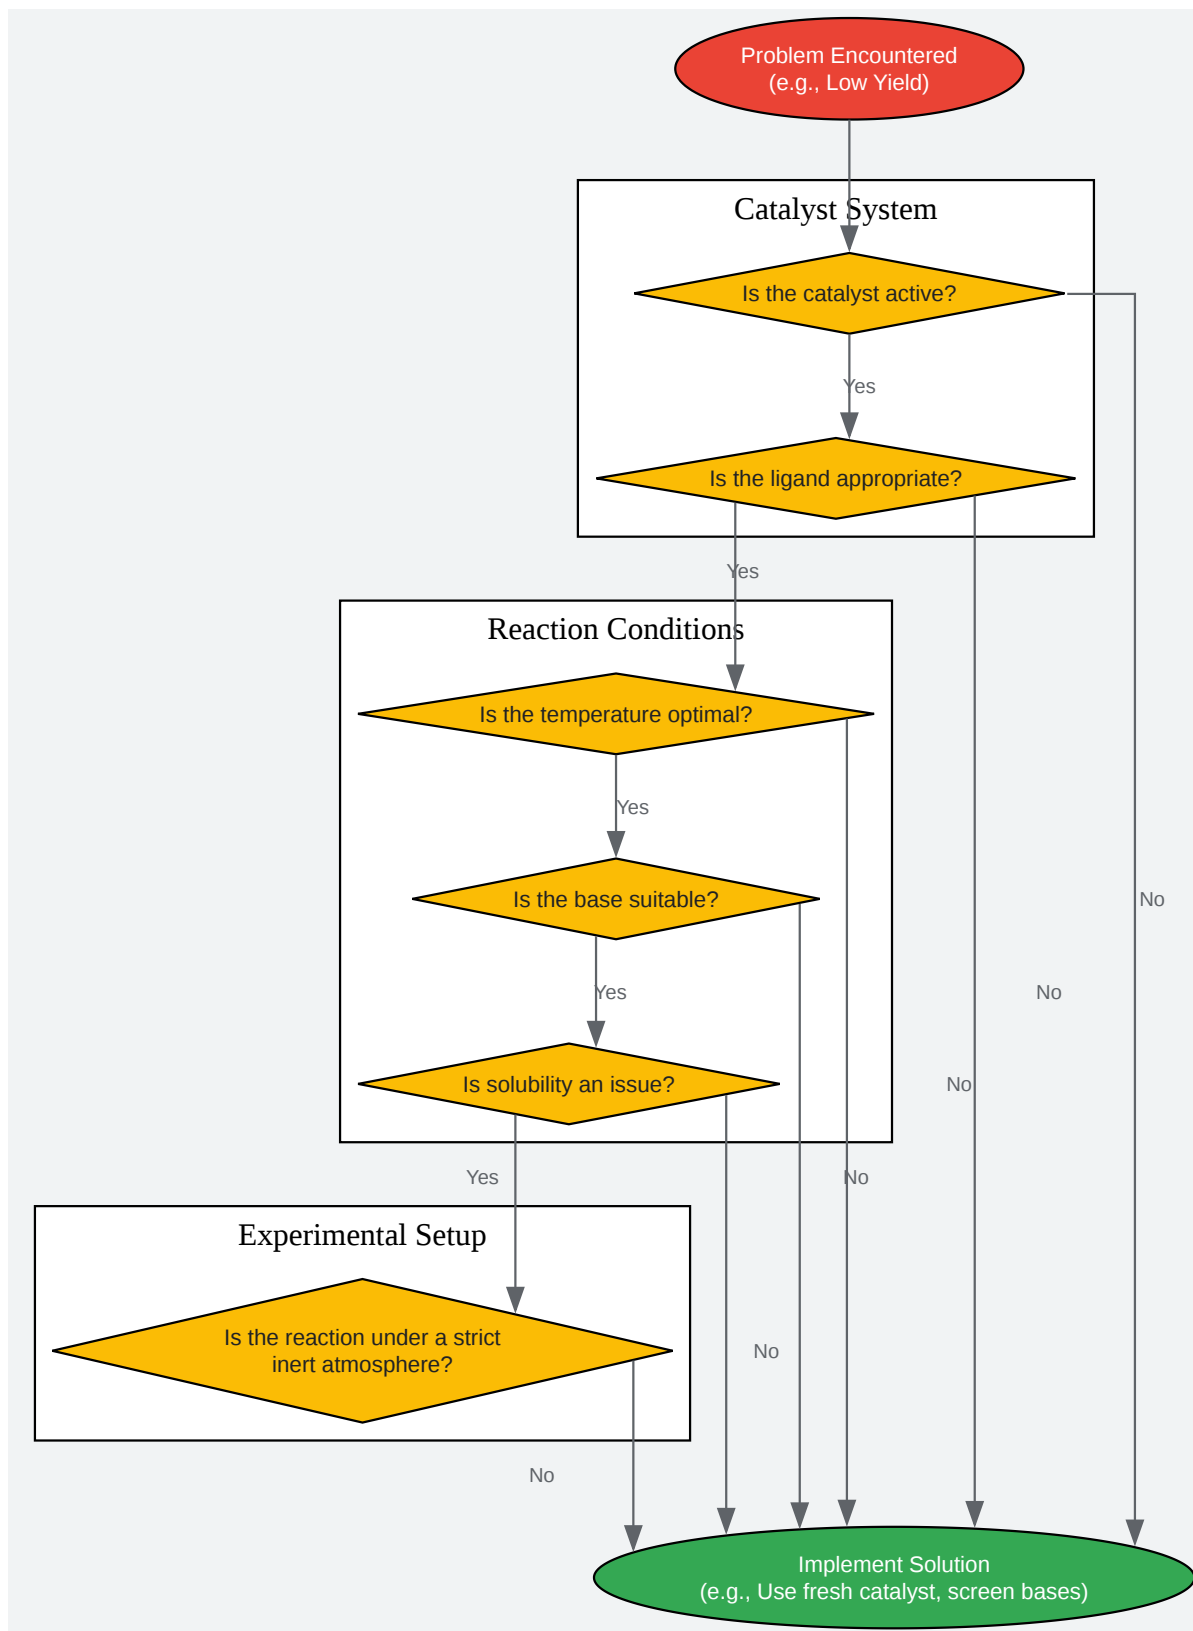 Problem Encountered
(e.g., Low Yield)
Catalyst System
Is the catalyst active?
Yes
Is the ligand appropriate?
Yes
Reaction Conditions
Is the temperature optimal?
Yes
Is the base suitable?
No
Yes
No
Is solubility an issue?
No
Yes
No
Experimental Setup
Is the reaction under a strict
inert atmosphere?
No
No
Implement Solution
(e.g., Use fresh catalyst, screen bases)